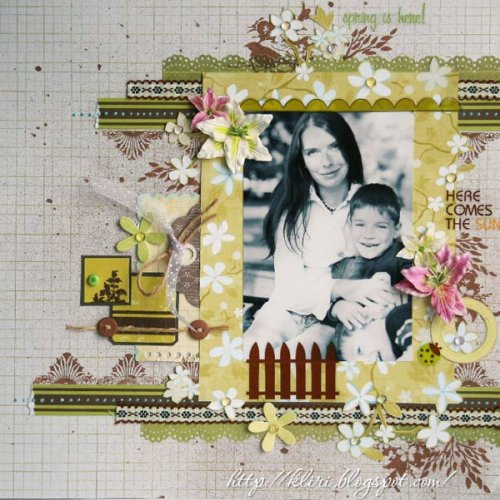 spring is here!
HERE
COMES
THE SUN
http://kliri.blogspot.com/